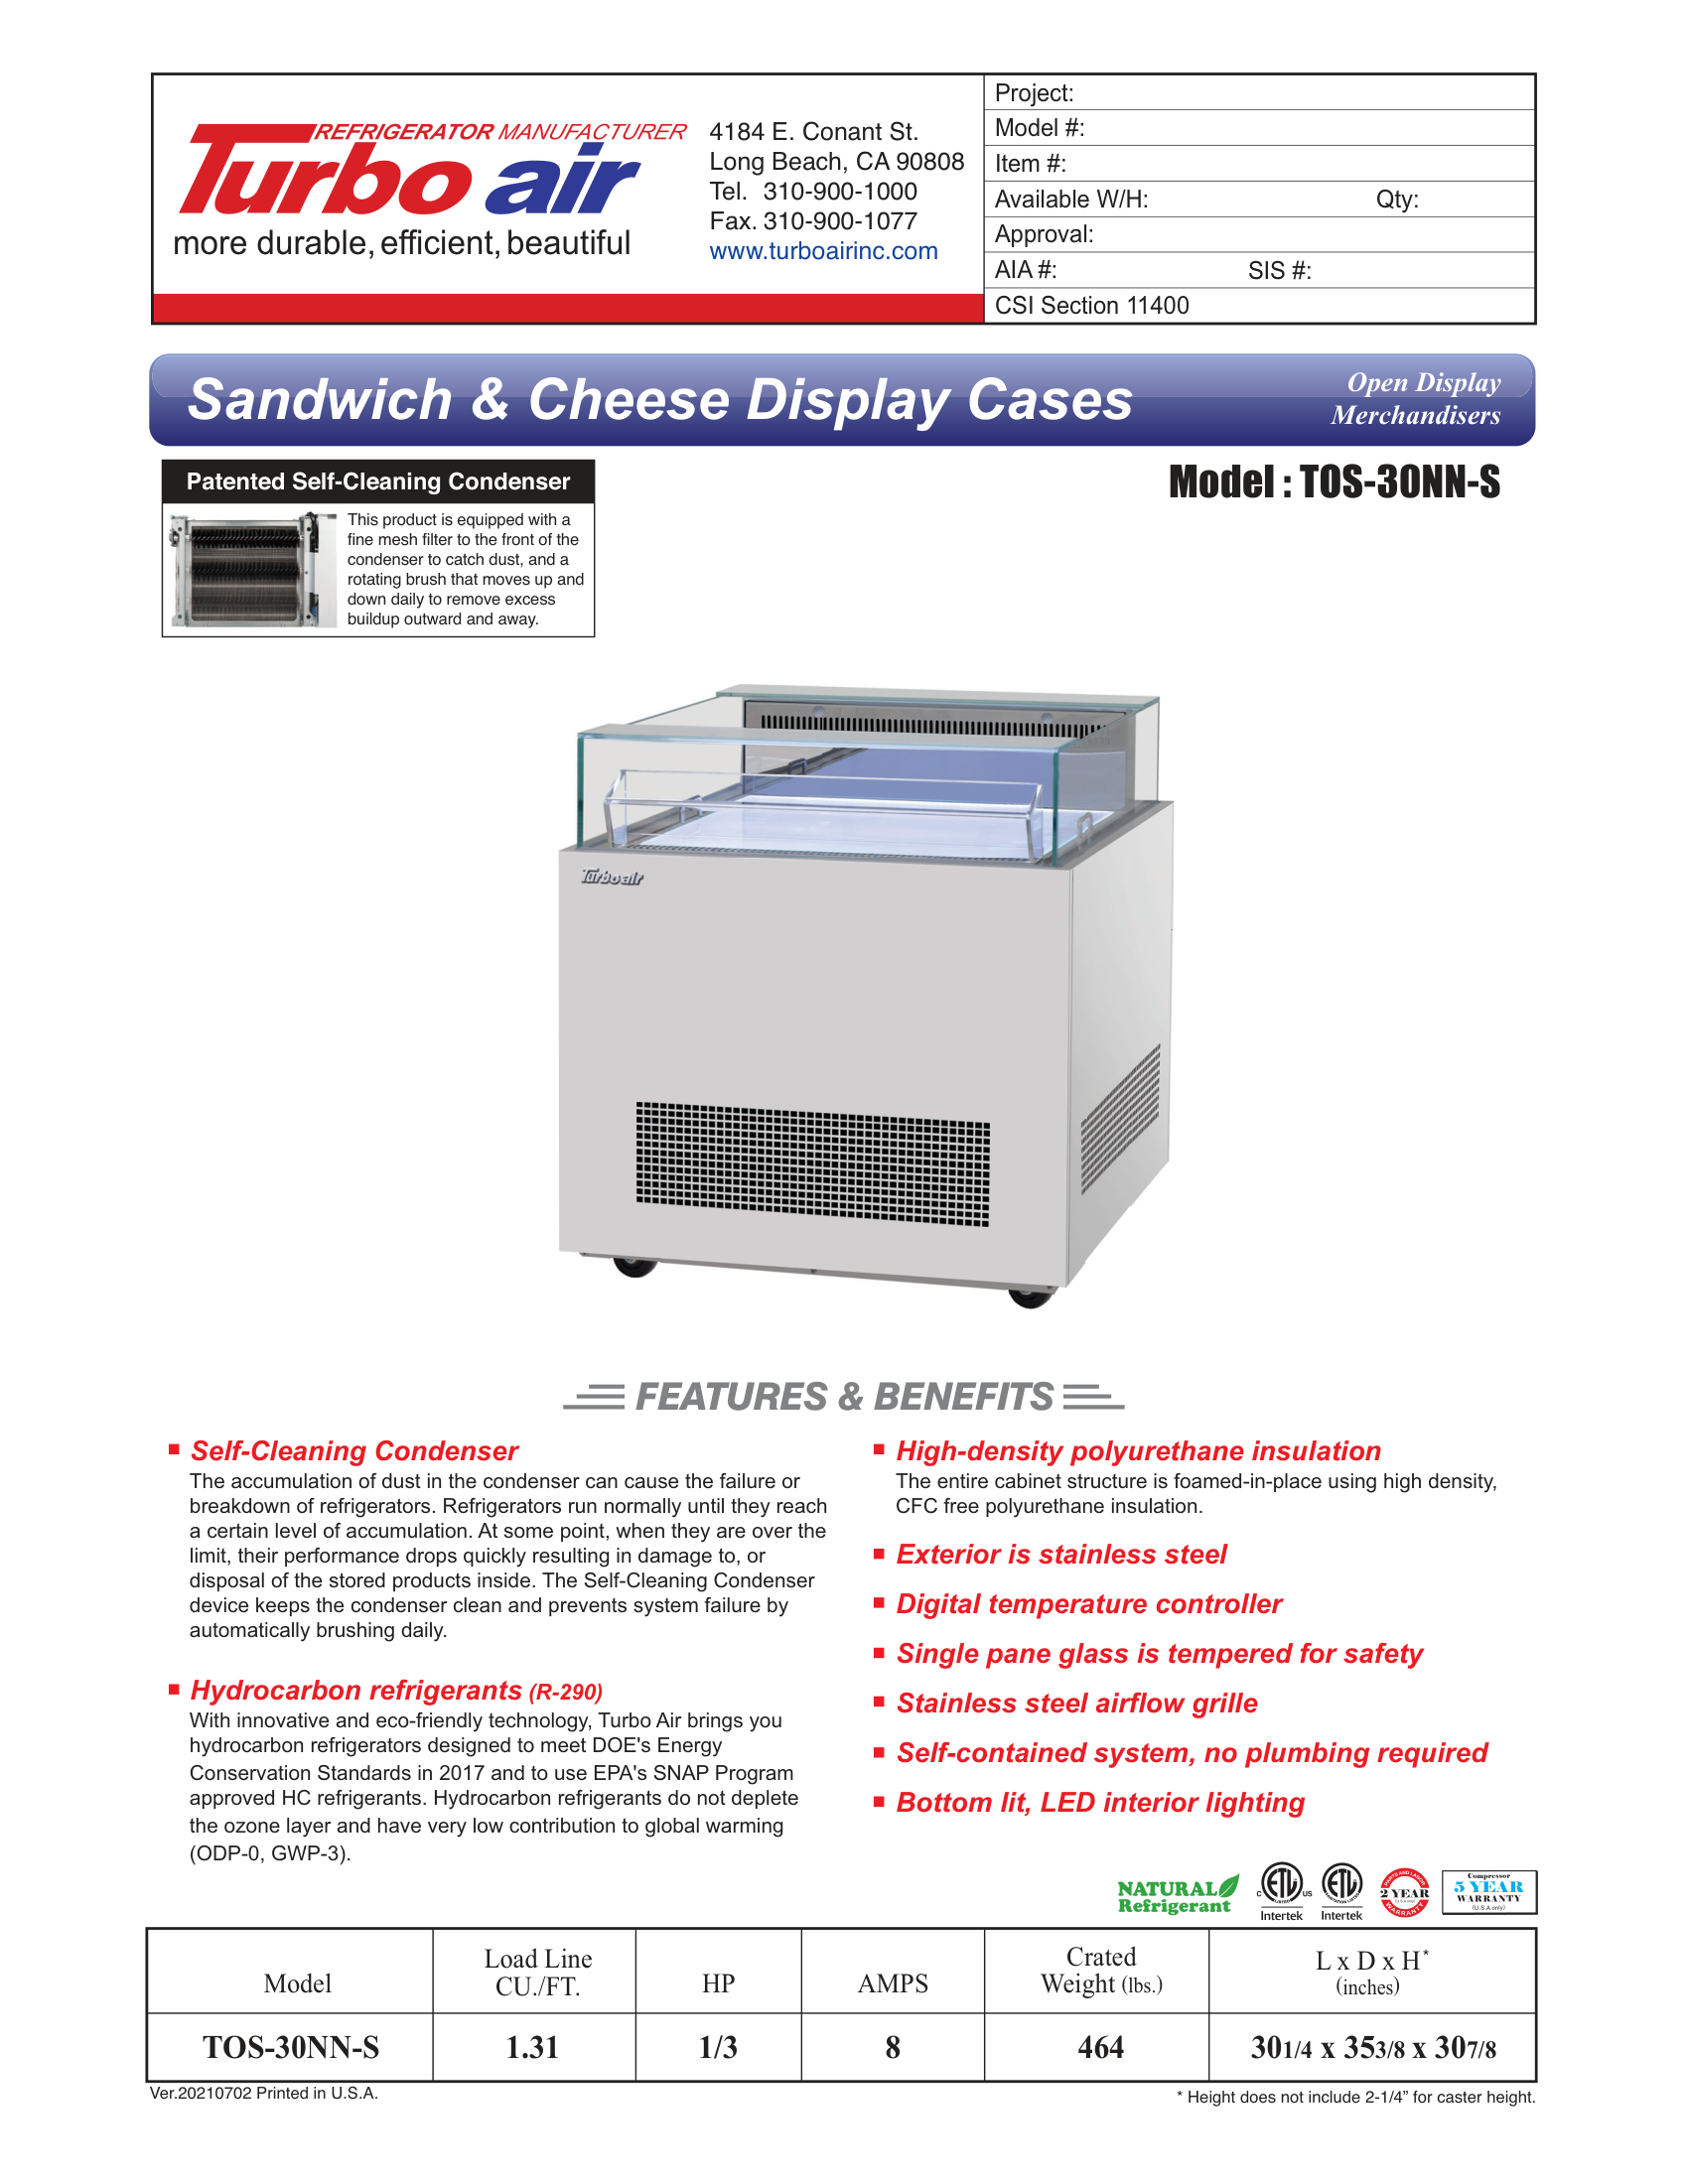 REFRIGERATOR MANUFACTURER
Turbo air
more durable, efficient, beautiful
4184 E. Conant St.
Long Beach, CA 90808
Tel. 310-900-1000
Fax. 310-900-1077
www.turboairinc.com
Project:
Model #:
Item #:
Available W/H: Qty:
Approval:
AIA #: SIS #:
CSI Section 11400
Sandwich & Cheese Display Cases
Open Display
Merchandisers
Patented Self-Cleaning Condenser
This product is equipped with a
fine mesh filter to the front of the
condenser to catch dust, and a
rotating brush that moves up and
down daily to remove excess
buildup outward and away.
Model : TOS-30NN-S
Turboair
FEATURES & BENEFITS
Self-Cleaning Condenser
The accumulation of dust in the condenser can cause the failure or
breakdown of refrigerators. Refrigerators run normally until they reach
a certain level of accumulation. At some point, when they are over the
limit, their performance drops quickly resulting in damage to, or
disposal of the stored products inside. The Self-Cleaning Condenser
device keeps the condenser clean and prevents system failure by
automatically brushing daily.
Hydrocarbon refrigerants (R-290)
With innovative and eco-friendly technology, Turbo Air brings you
hydrocarbon refrigerators designed to meet DOE's Energy
Conservation Standards in 2017 and to use EPA's SNAP Program
approved HC refrigerants. Hydrocarbon refrigerants do not deplete
the ozone layer and have very low contribution to global warming
(ODP-0, GWP-3).
High-density polyurethane insulation
The entire cabinet structure is foamed-in-place using high density,
CFC free polyurethane insulation.
Exterior is stainless steel
Digital temperature controller
Single pane glass is tempered for safety
Stainless steel airflow grille
Self-contained system, no plumbing required
Bottom lit, LED interior lighting
NATURAL
Refrigerant
C ETL US
Intertek
ETL
Intertek
PARTS AND LABOR
2 YEAR
(U.S.A only)
WARRANTY
Compressor
5 YEAR
WARRANTY
(U.S.A only)
Model Load Line CU./FT. HP AMPS Crated Weight (lbs.) L x D x H* (inches)
TOS-30NN-S 1.31 1/3 8 464 301/4 x 353/8 x 307/8
Ver.20210702 Printed in U.S.A.
* Height does not include 2-1/4” for caster height.